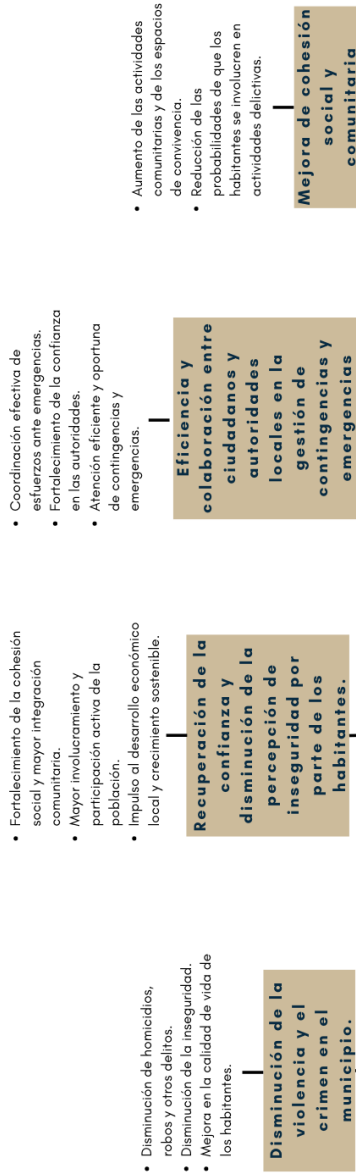 • Disminución de homicidios,
robos y otros delitos.
• Disminución de la inseguridad.
• Mejora en la calidad de vida de
los habitantes.
Disminución de la
violencia y el
crimen en el
municipio.
• Fortalecimiento de la cohesión
social y mayor integración
comunitaria.
• Mayor involucramiento y
participación activa de la
población.
• Impulso al desarrollo económico
local y crecimiento sostenible.
Recuperación de la
confianza y
disminución de la
percepción de
inseguridad por
parte de los
habitantes.
• Coordinación efectiva de
esfuerzos ante emergencias.
• Fortalecimiento de la confianza
en las autoridades.
• Atención eficiente y oportuna
de contingencias y
emergencias.
Eficiencia y
colaboración entre
ciudadanos y
autoridades
locales en la
gestión de
contingencias y
emergencias
• Aumento de las actividades
comunitarias y de los espacios
de convivencia.
• Reducción de las
probabilidades de que los
habitantes se involucren en
actividades delictivas.
Mejora de cohesión
social y
comunitaria